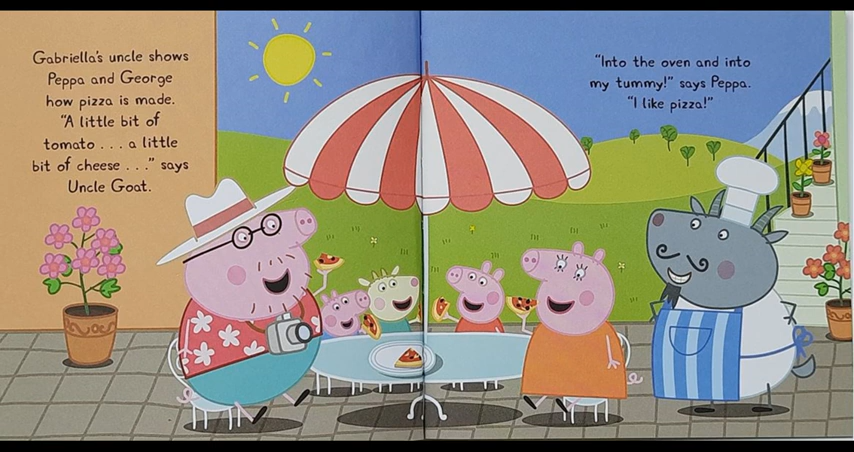 Gabriella's uncle shows
Peppa and George
how pizza is made.
"A little bit of
tomato . . . a little
bit of cheese . . ." says
Uncle Goat.
"Into the oven and into
my tummy!" says Peppa.
"I like pizza!"